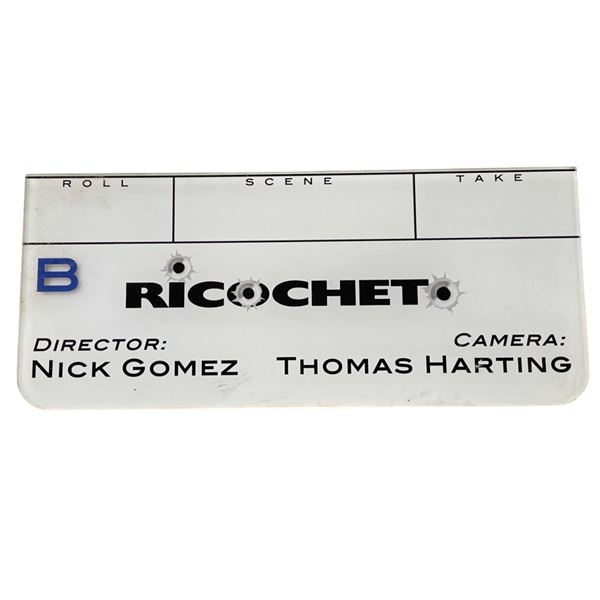 ROLL SCENE TAKE
B RICOCHET
DIRECTOR: CAMERA:
NICK GOMEZ THOMAS HARTING